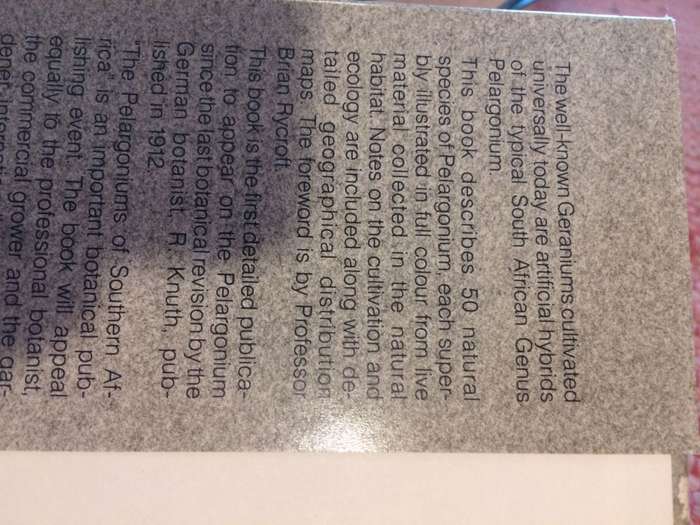 The well-known Geraniums cultivated
universally today are artificial hybrids
of the typical South African Genus
Pelargonium.
This book describes 50 natural
species of Pelargonium, each super-
bly illustrated in full colour from live
material collected in the natural
habitat. Notes on the cultivation and
ecology are included along with de-
tailed geographical distribution
maps. The foreword is by Professor
Brian Rycroft.
This book is the first detailed publica-
tion to appear on the Pelargonium
since the last botanical revision by the
German botanist, R. Knuth, pub-
lished in 1912.
'The Pelargoniums of Southern Af-
rica' is an important botanical pub-
lishing event. The book will appeal
equally to the professional botanist,
the commercial grower and the gar-